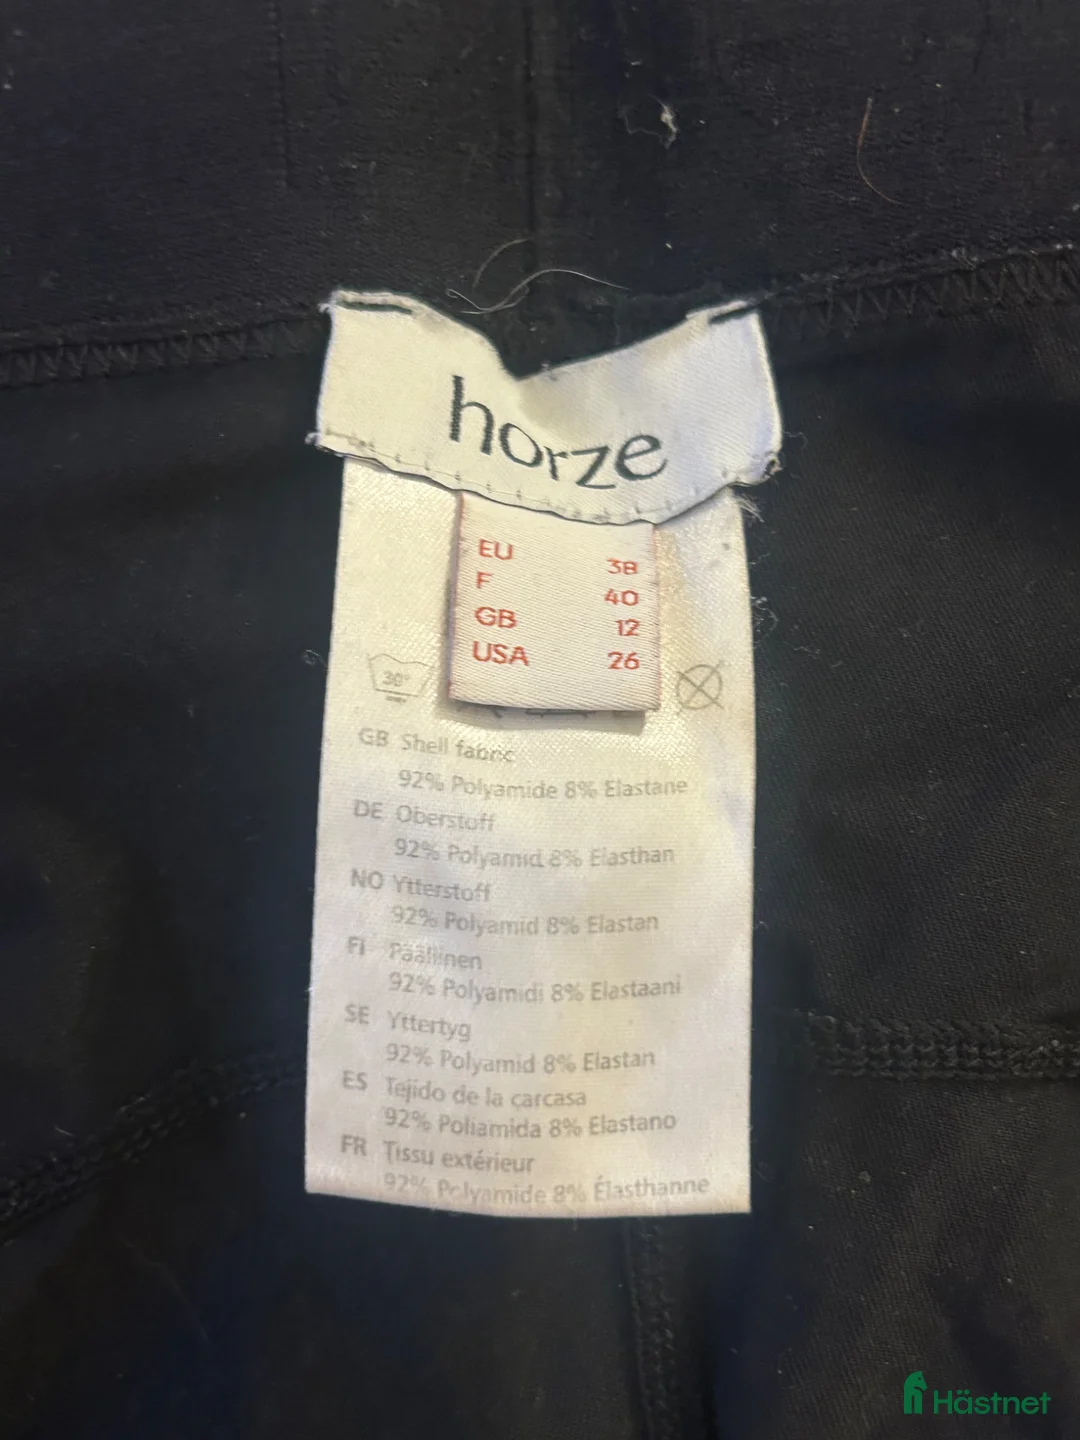 horze
EU 38
F 40
GB 12
USA 26
30°
GB Shell fabric
92% Polyamide 8% Elastane
DE Oberstoff
92% Polyamid 8% Elasthan
NO Ytterstoff
92% Polyamid 8% Elastan
FI Päällinen
92% Polyamidi 8% Elastaani
SE Yttertyg
92% Polyamid 8% Elastan
ES Tejido de la carcasa
92% Poliamida 8% Elastano
FR Tissu extérieur
92% Polyamide 8% Élasthanne
Hästnet